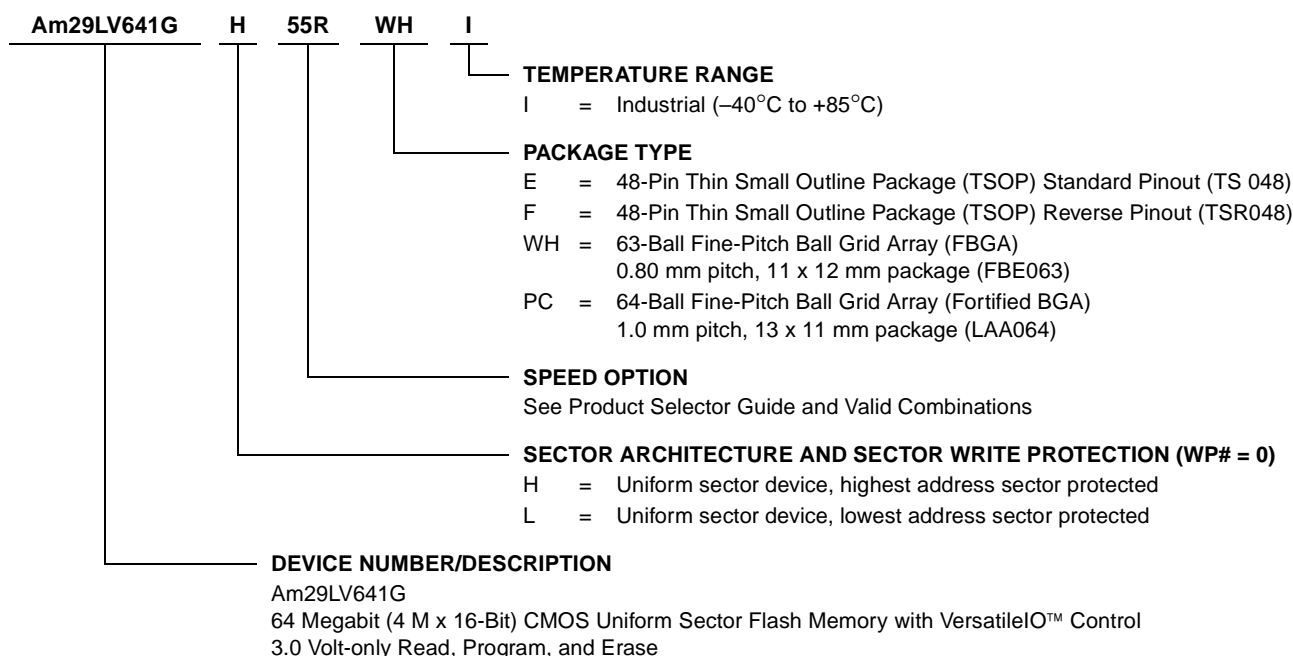 Am29LV641G H 55R WH I
TEMPERATURE RANGE
I = Industrial (–40°C to +85°C)
PACKAGE TYPE
E = 48-Pin Thin Small Outline Package (TSOP) Standard Pinout (TS 048)
F = 48-Pin Thin Small Outline Package (TSOP) Reverse Pinout (TSR048)
WH = 63-Ball Fine-Pitch Ball Grid Array (FBGA)
0.80 mm pitch, 11 x 12 mm package (FBE063)
PC = 64-Ball Fine-Pitch Ball Grid Array (Fortified BGA)
1.0 mm pitch, 13 x 11 mm package (LAA064)
SPEED OPTION
See Product Selector Guide and Valid Combinations
SECTOR ARCHITECTURE AND SECTOR WRITE PROTECTION (WP# = 0)
H = Uniform sector device, highest address sector protected
L = Uniform sector device, lowest address sector protected
DEVICE NUMBER/DESCRIPTION
Am29LV641G
64 Megabit (4 M x 16-Bit) CMOS Uniform Sector Flash Memory with VersatileIO™ Control
3.0 Volt-only Read, Program, and Erase